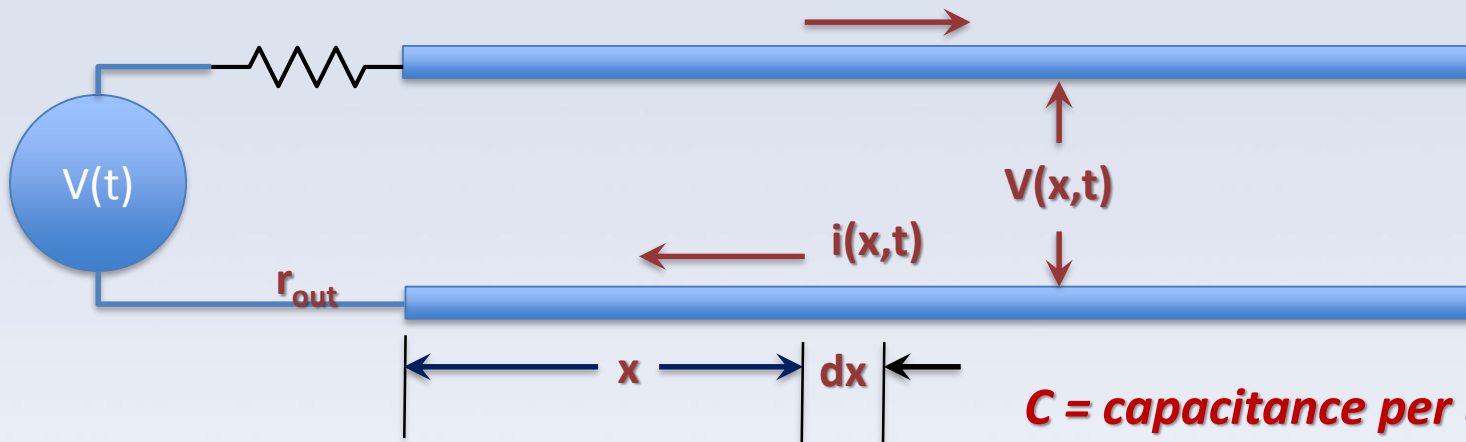 V(t)
V(x,t)
i(x,t)
r_out
x
dx
C = capacitance per